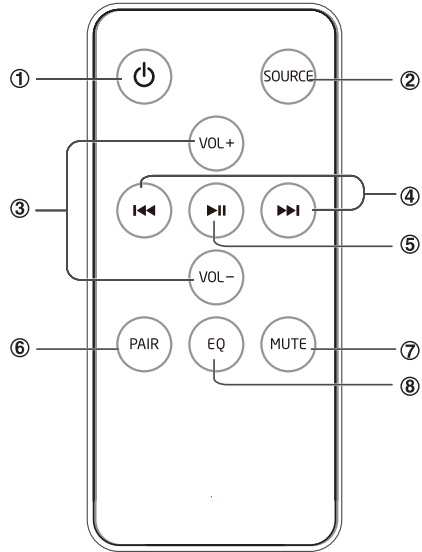 ①
SOURCE
②
VOL+
③
④
⑤
VOL−
⑥
PAIR
EQ
MUTE
⑦
⑧